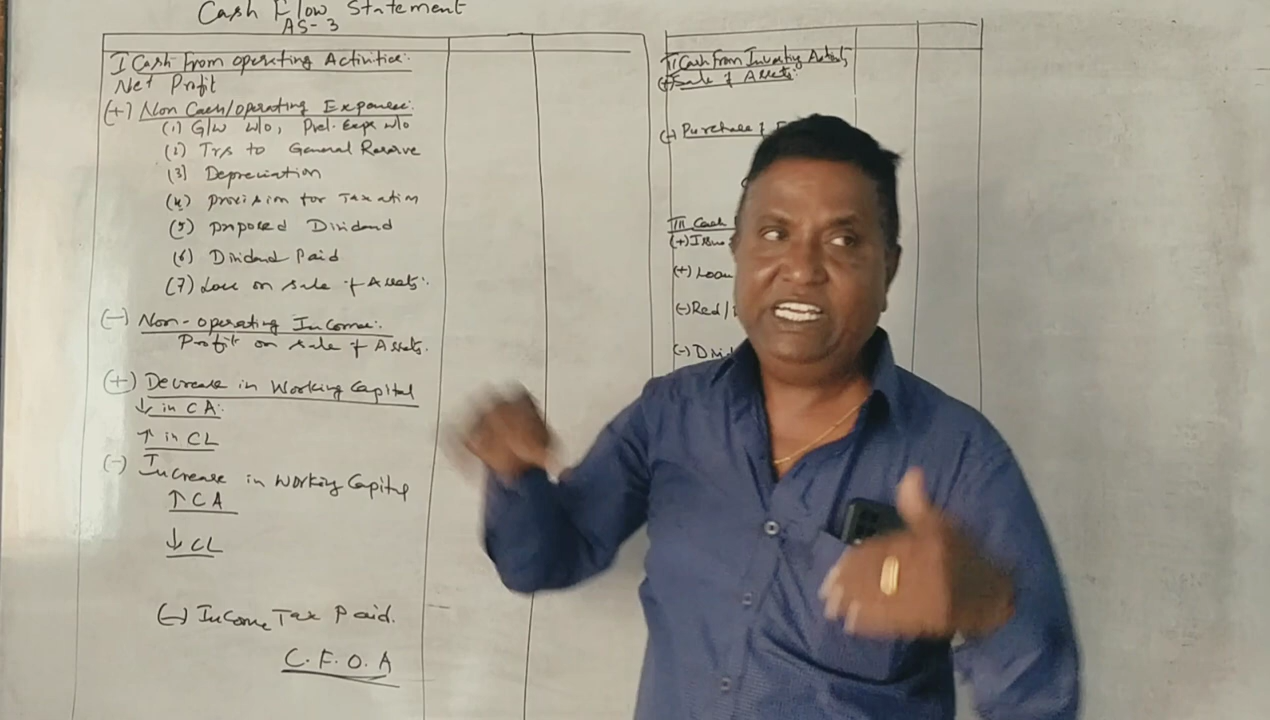 Cash Flow Statement
AS-3
I Cash from operating Activities:
Net Profit
(+) Non Cash/operating Expenses:
(1) G/W w/o, Prel. Exps w/o
(2) Trs to General Reserve
(3) Depreciation
(4) provision for Taxation
(5) proposed Dividend
(6) Dividend Paid
(7) Loss on sale of Assets:
(-) Non-operating Income:
Profit on sale of Assets.
(+) Decrease in Working Capital
↓ in CA:
↑ in CL
(-) Increase in Working Capital
↑ CA
↓ CL
(-) Income Tax Paid.
C.F.O.A
II Cash From Investing
(+) Sale of Assets:
(-) Purchase of
III Cash
(+)
(+) Loan
(-) Red/
(-)